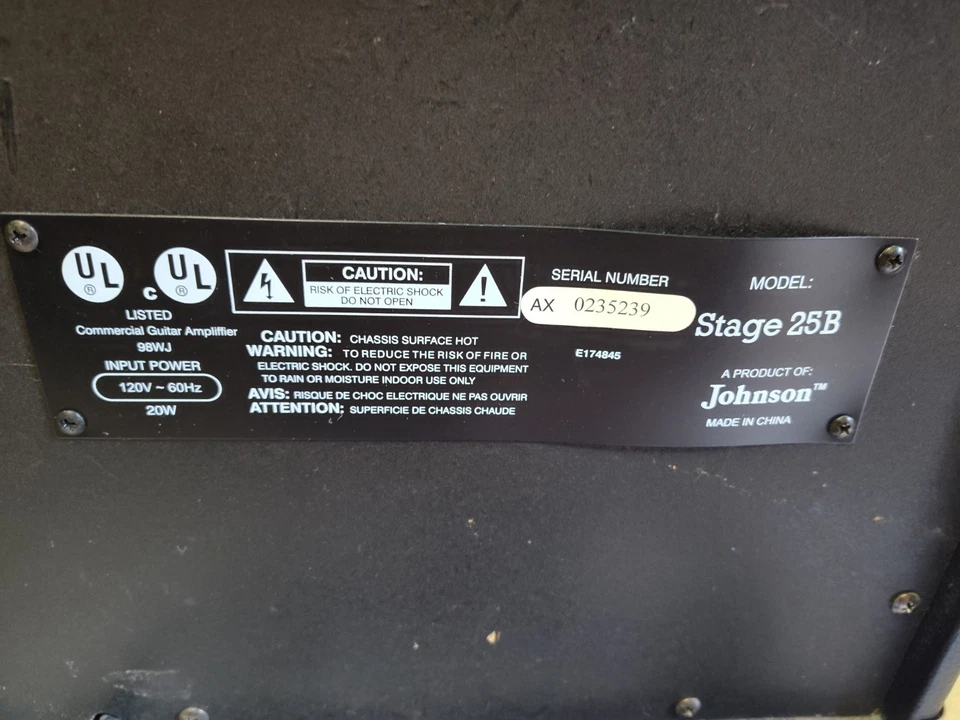 UL ® c UL ®
LISTED
Commercial Guitar Ampliffier
98WJ
INPUT POWER
120V ~ 60Hz
20W
CAUTION:
RISK OF ELECTRIC SHOCK
DO NOT OPEN
!
CAUTION: CHASSIS SURFACE HOT
WARNING: TO REDUCE THE RISK OF FIRE OR
ELECTRIC SHOCK. DO NOT EXPOSE THIS EQUIPMENT
TO RAIN OR MOISTURE INDOOR USE ONLY
AVIS: RISQUE DE CHOC ELECTRIQUE NE PAS OUVRIR
ATTENTION: SUPERFICIE DE CHASSIS CHAUDE
SERIAL NUMBER
AX 0235239
E174845
MODEL:
Stage 25B
A PRODUCT OF:
Johnson™
MADE IN CHINA